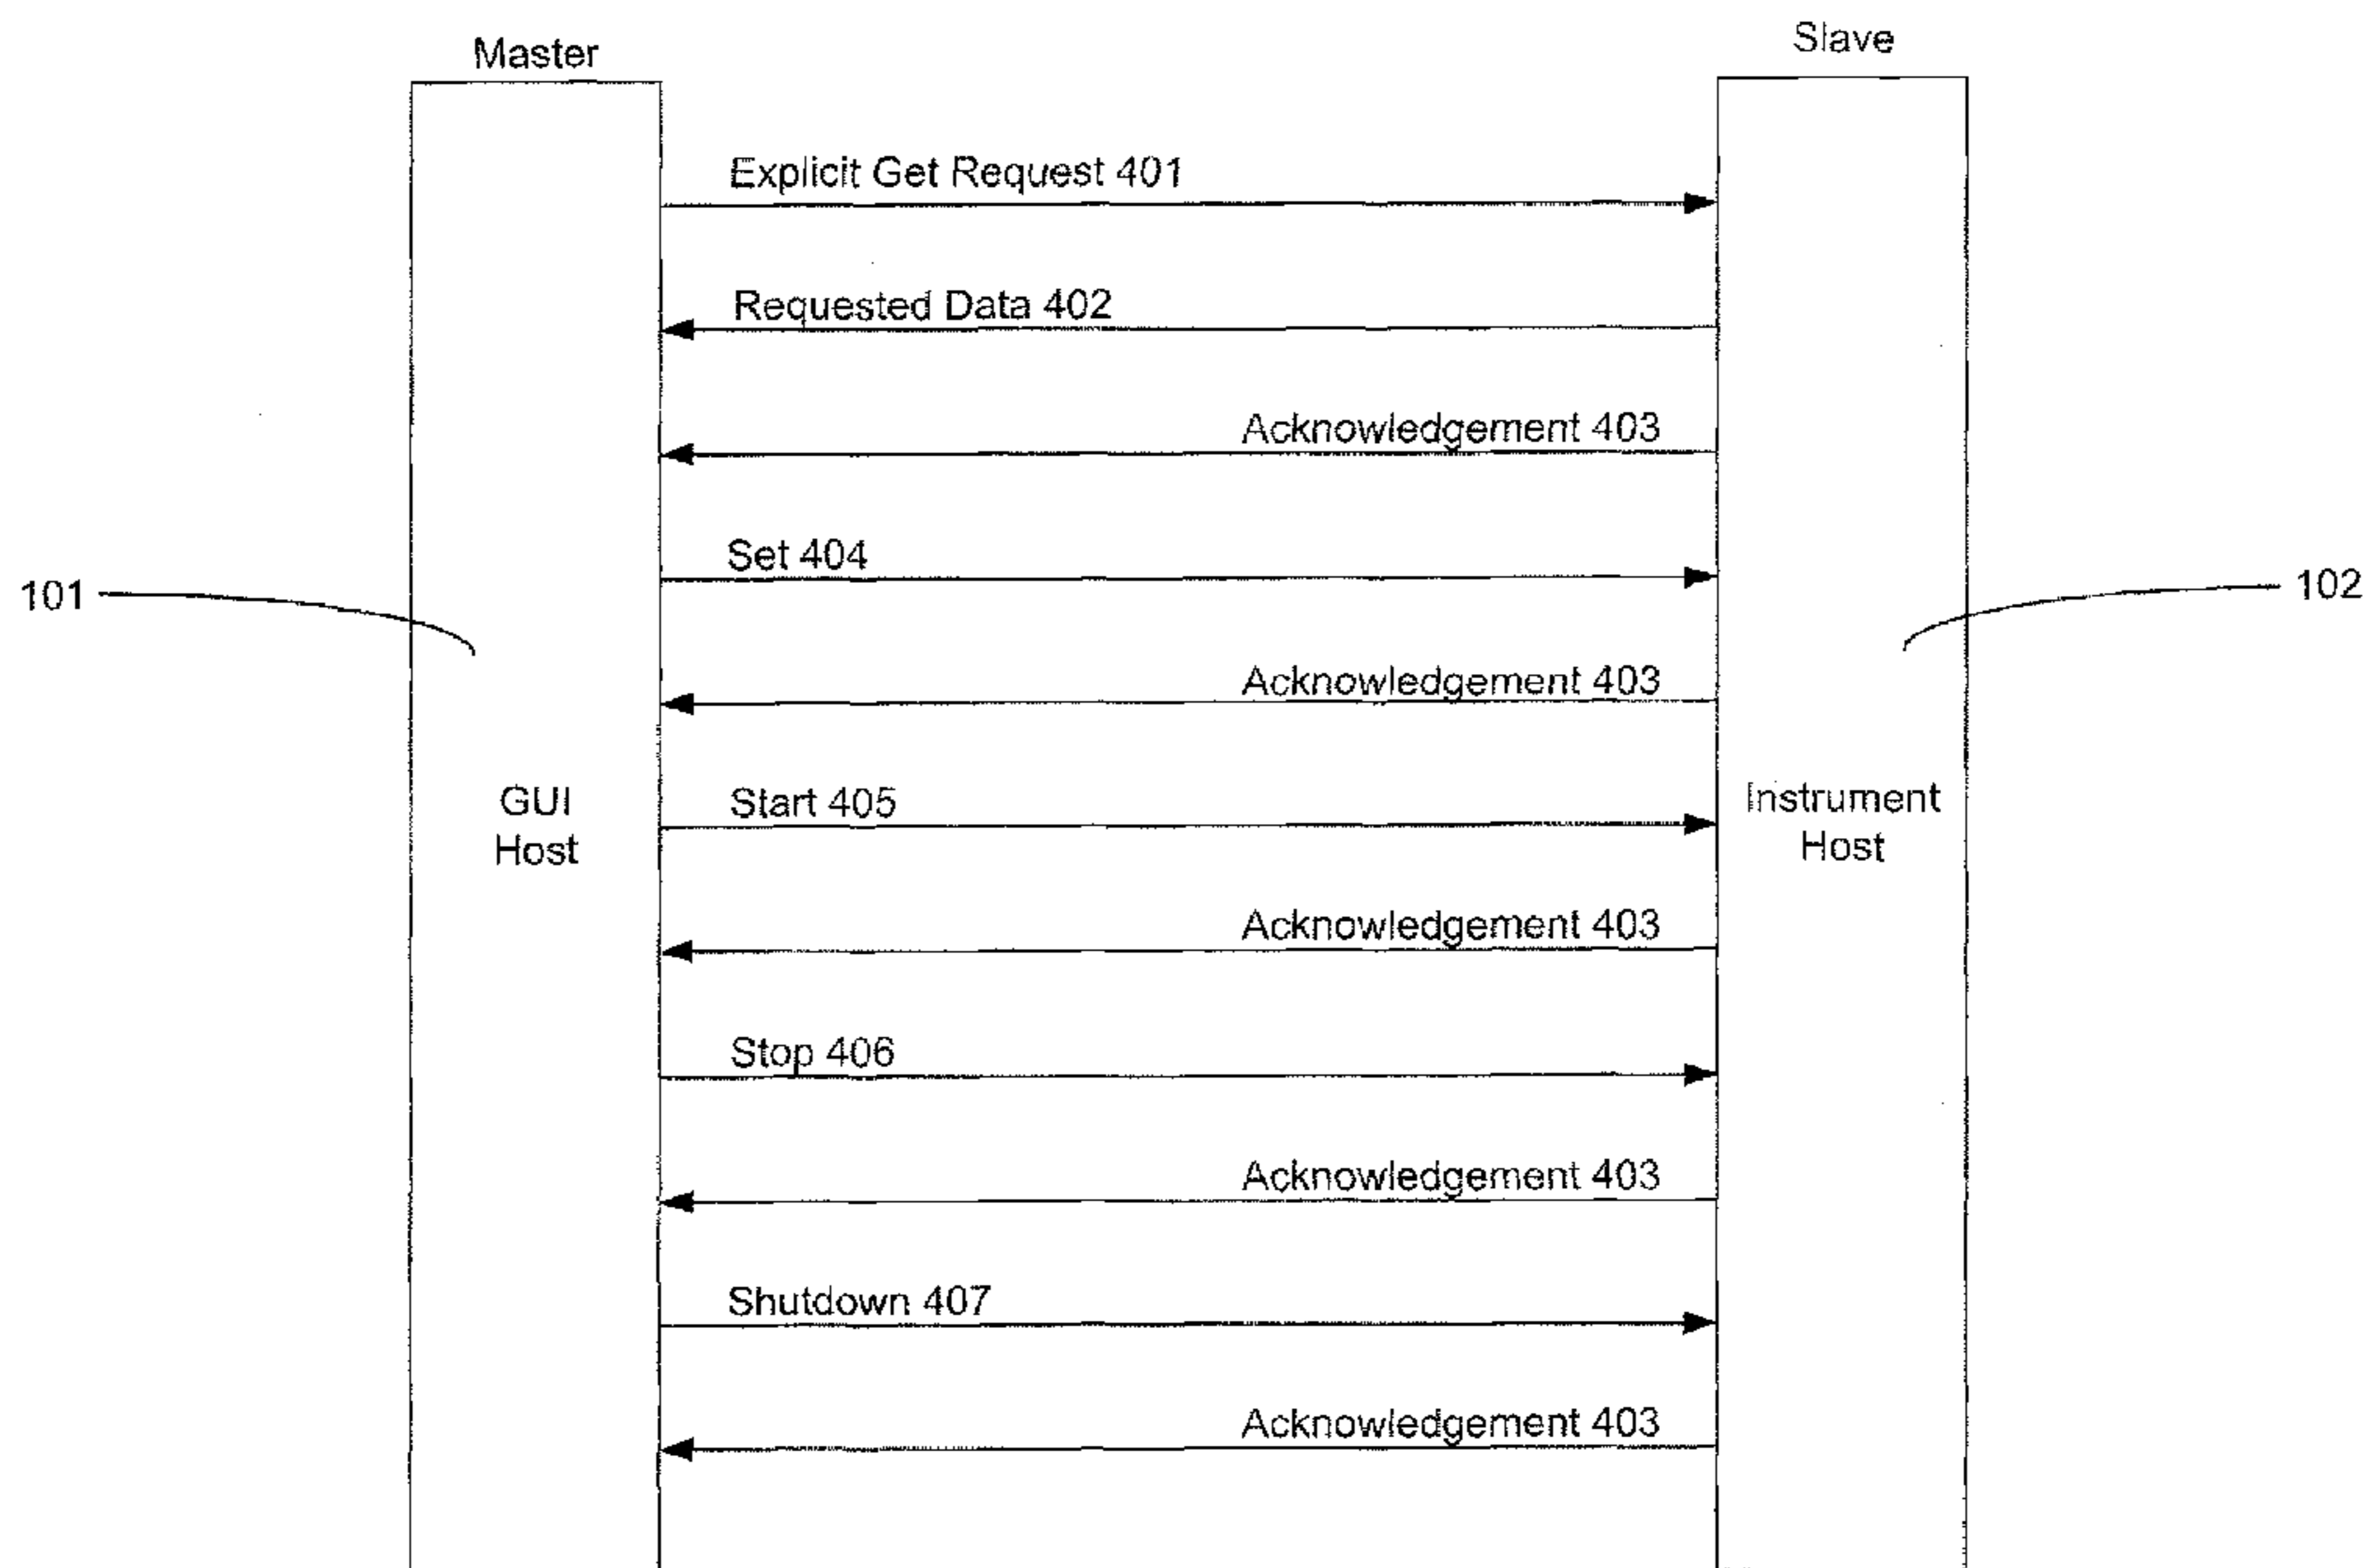 Master
Slave
Explicit Get Request 401
Requested Data 402
Acknowledgement 403
Set 404
101
102
Acknowledgement 403
GUI
Host
Start 405
Instrument
Host
Acknowledgement 403
Stop 406
Acknowledgement 403
Shutdown 407
Acknowledgement 403